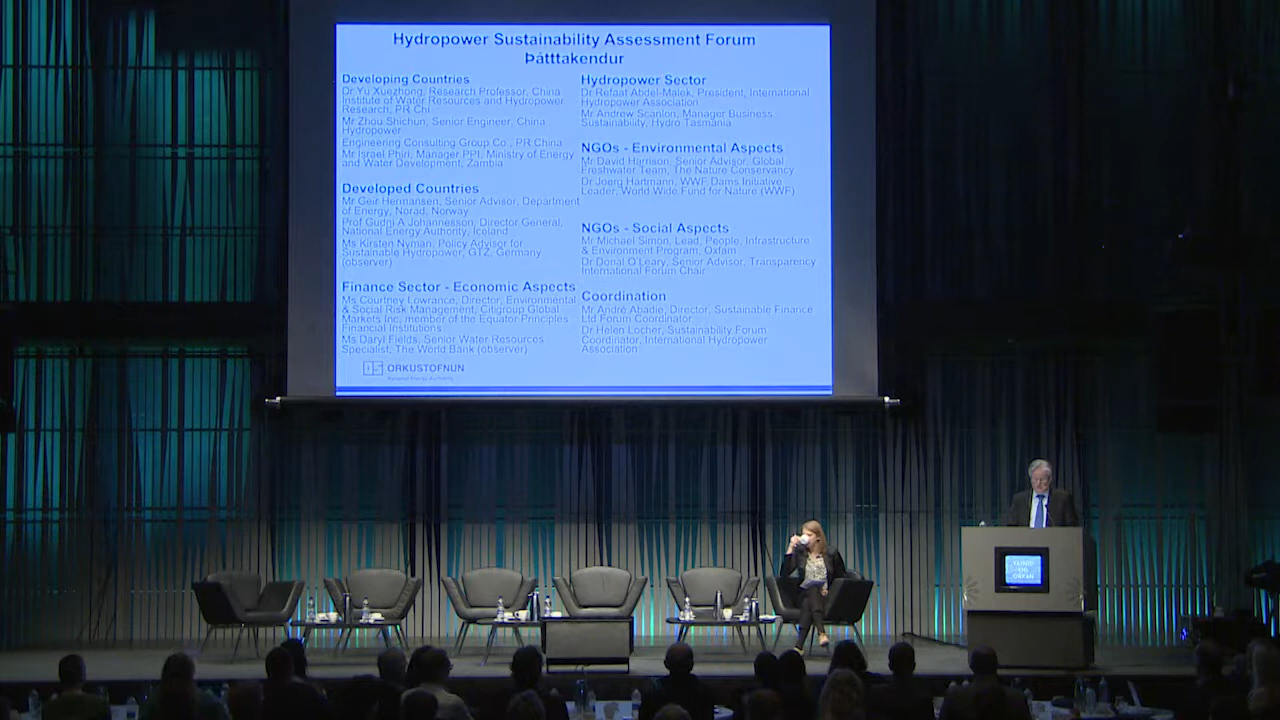 Hydropower Sustainability Assessment Forum
Þátttakendur
Developing Countries
Dr Yu Xuezhong, Research Professor, China
Institute of Water Resources and Hydropower
Research, PR Chi
Mr Zhou Shichun, Senior Engineer, China
Hydropower
Engineering Consulting Group Co., PR China
Mr Israel Phiri, Manager PPI, Ministry of Energy
and Water Development, Zambia
Developed Countries
Mr Geir Hermansen, Senior Advisor, Department
of Energy, Norad, Norway
Prof Gudni A Johannesson, Director General,
National Energy Authority, Iceland
Ms Kirsten Nyman, Policy Advisor for
Sustainable Hydropower, GTZ, Germany
(observer)
Finance Sector - Economic Aspects
Ms Courtney Lowrance, Director, Environmental
& Social Risk Management, Citigroup Global
Markets Inc, member of the Equator Principles
Financial Institutions
Ms Daryl Fields, Senior Water Resources
Specialist, The World Bank (observer)
ORKUSTOFNUN
National Energy Authority
Hydropower Sector
Dr Refaat Abdel-Malek, President, International
Hydropower Association
Mr Andrew Scanlon, Manager Business
Sustainability, Hydro Tasmania
NGOs - Environmental Aspects
Mr David Harrison, Senior Advisor, Global
Freshwater Team, The Nature Conservancy
Dr Joerg Hartmann, WWF Dams Initiative
Leader, World Wide Fund for Nature (WWF)
NGOs - Social Aspects
Mr Michael Simon, Lead, People, Infrastructure
& Environment Program, Oxfam
Dr Donal O'Leary, Senior Advisor, Transparency
International Forum Chair
Coordination
Mr André Abadie, Director, Sustainable Finance
Ltd Forum Coordinator
Dr Helen Locher, Sustainability Forum
Coordinator, International Hydropower
Association
OG
ORKAN